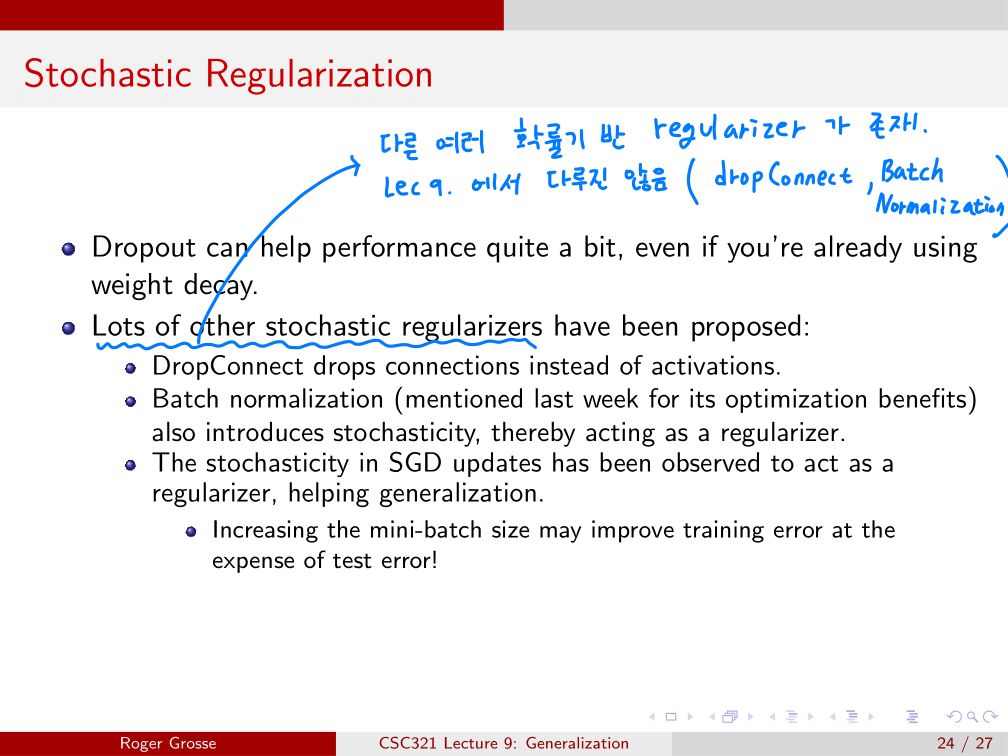 Stochastic Regularization
다른 여러 확률기반 regularizer 가 존재.
Lec 9. 에서 다루진 않음 ( dropConnect , Batch
Normalization )
Dropout can help performance quite a bit, even if you're already using
weight decay.
Lots of other stochastic regularizers have been proposed:
DropConnect drops connections instead of activations.
Batch normalization (mentioned last week for its optimization benefits)
also introduces stochasticity, thereby acting as a regularizer.
The stochasticity in SGD updates has been observed to act as a
regularizer, helping generalization.
Increasing the mini-batch size may improve training error at the
expense of test error!
Roger Grosse
CSC321 Lecture 9: Generalization
24 / 27